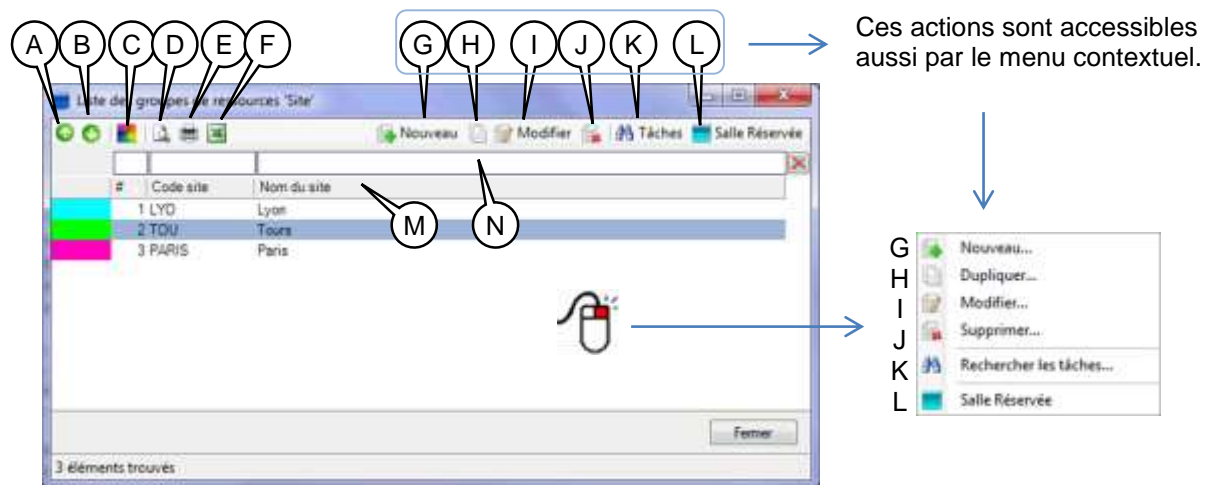 A B C D E F G H I J K L
Ces actions sont accessibles
aussi par le menu contextuel.
Liste des groupes de ressources 'Site'
Nouveau Modifier Tâches Salle Réservée
# Code site Nom du site
1 LYO Lyon
2 TOU Tours
3 PARIS Paris
M N
Fermer
3 éléments trouvés
G Nouveau...
H Dupliquer...
I Modifier...
J Supprimer...
K Rechercher les tâches...
L Salle Réservée